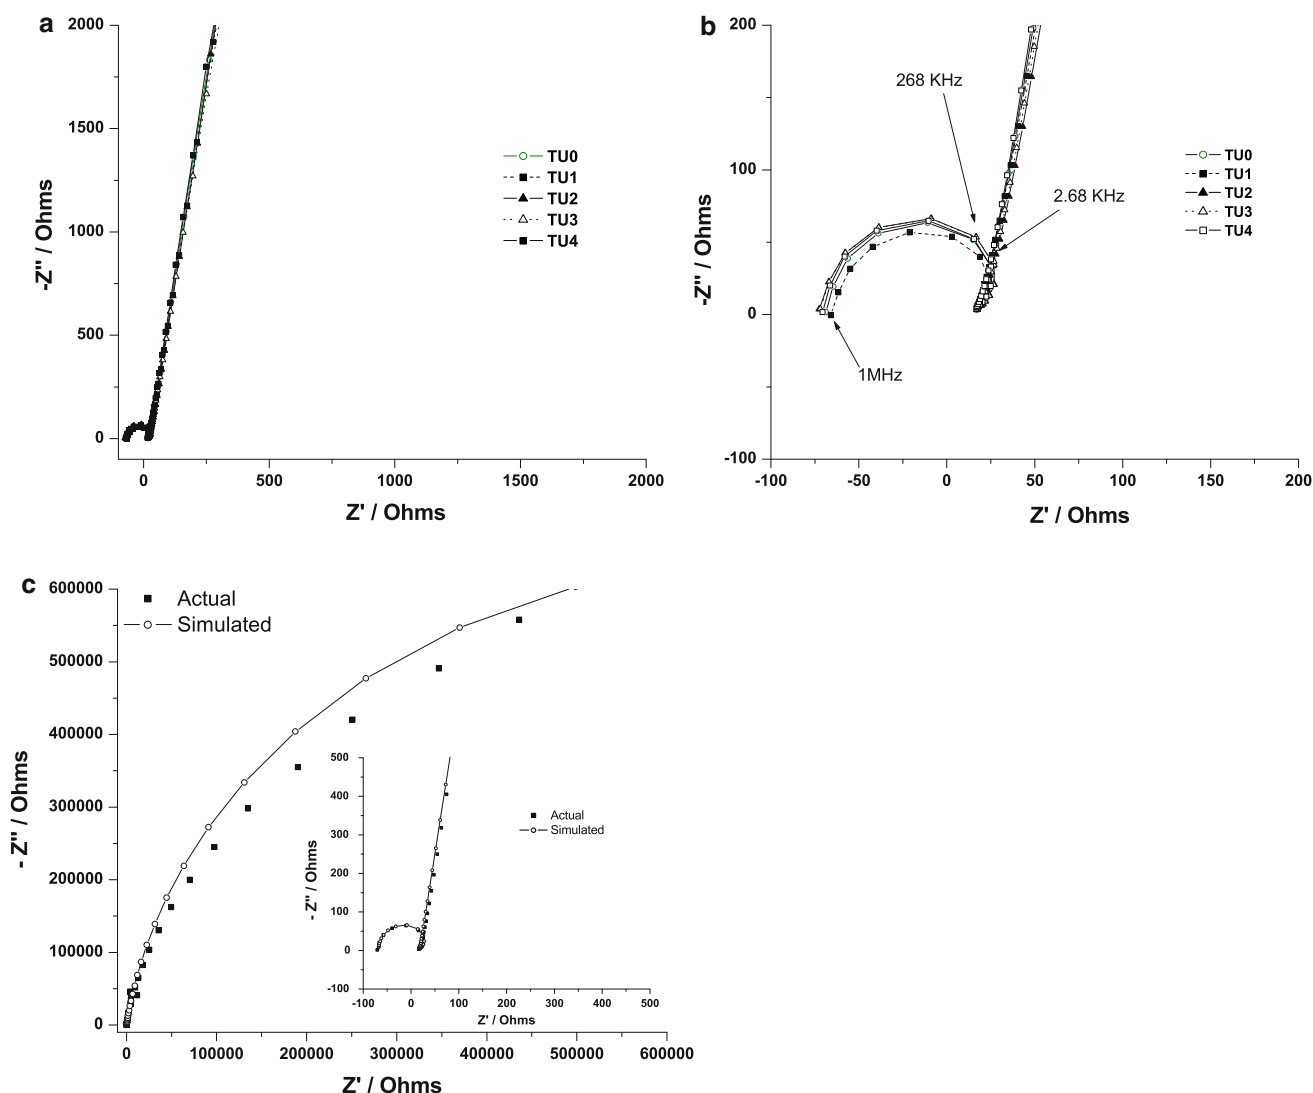 a
2000
1500
1000
500
0
-Z'' / Ohms
0 500 1000 1500 2000
Z' / Ohms
TU0
TU1
TU2
TU3
TU4
b
200
100
0
-100
-Z'' / Ohms
-100 -50 0 50 100 150 200
Z' / Ohms
268 KHz
2.68 KHz
1MHz
TU0
TU1
TU2
TU3
TU4
c
600000
500000
400000
300000
200000
100000
0
- Z'' / Ohms
0 100000 200000 300000 400000 500000 600000
Z' / Ohms
Actual
Simulated
500
400
300
200
100
0
-100
- Z'' / Ohms
-100 0 100 200 300 400 500
Z' / Ohms
Actual
Simulated